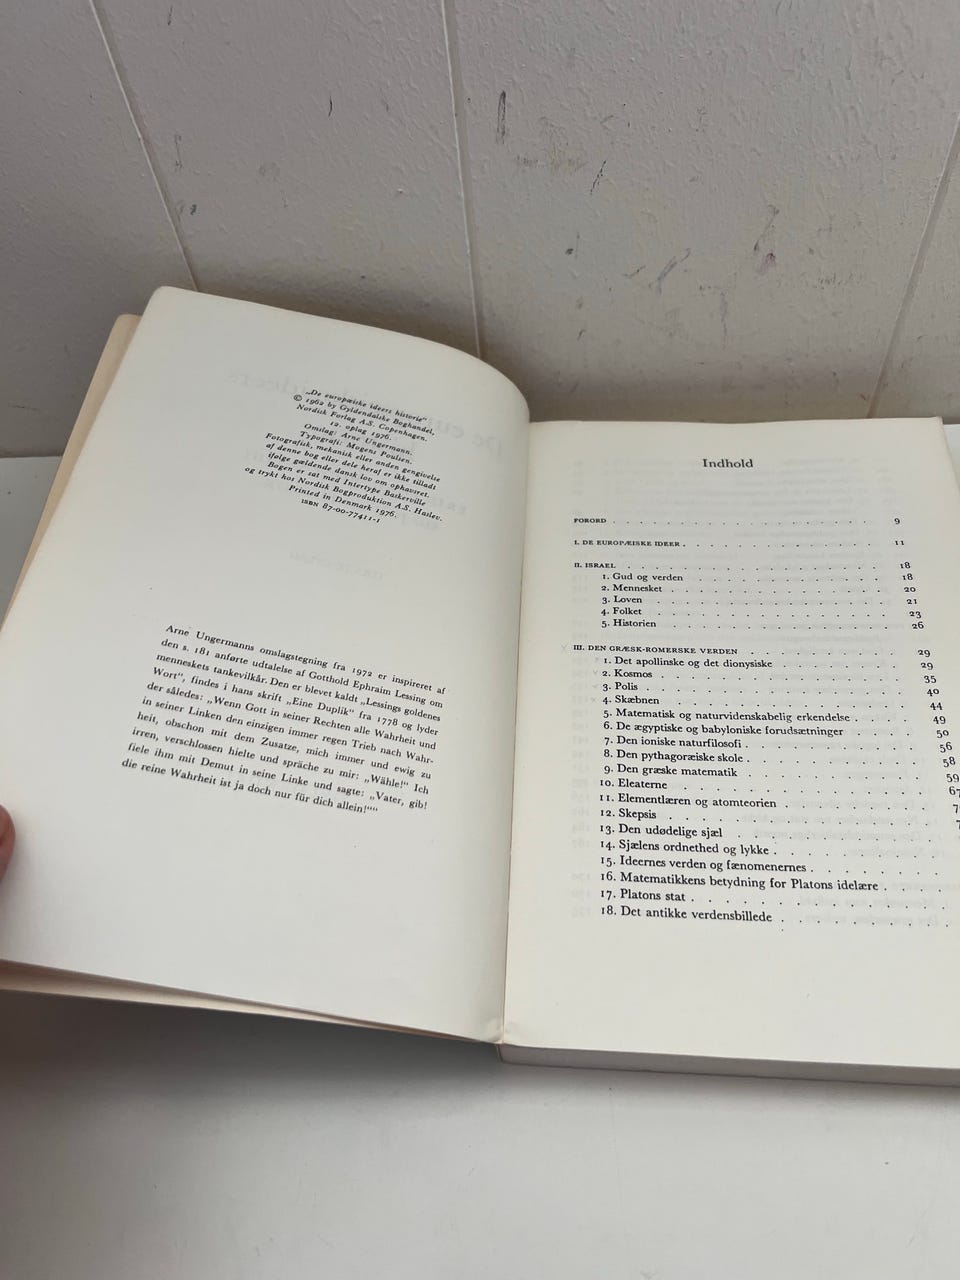 „De europæiske ideers historie"
© 1962 by Gyldendalske Boghandel,
Nordisk Forlag A.S. Copenhagen.
12. oplag 1976.
Omslag: Arne Ungermann.
Typografi: Mogens Poulsen.
Fotografisk, mekanisk eller anden gengivelse
af denne bog eller dele heraf er ikke tilladt
ifølge gældende dansk lov om ophavsret.
Bogen er sat med Intertype Baskerville
og trykt hos Nordisk Bogproduktion A.S. Haslev.
Printed in Denmark 1976.
ISBN 87-00-77411-1
Arne Ungermanns omslagstegning fra 1972 er inspireret af
den s. 181 anførte udtalelse af Gotthold Ephraim Lessing om
menneskets tankevilkår. Den er blevet kaldt „Lessings goldenes
Wort", findes i hans skrift „Eine Duplik" fra 1778 og lyder
der således: „Wenn Gott in seiner Rechten alle Wahrheit und
in seiner Linken den einzigen immer regen Trieb nach Wahr-
heit, obschon mit dem Zusatze, mich immer und ewig zu
irren, verschlossen hielte und spräche zu mir: „Wähle!" Ich
fiele ihm mit Demut in seine Linke und sagte: „Vater, gib!
die reine Wahrheit ist ja doch nur für dich allein!""
Indhold
FORORD . . . . . . . . . . . . . . 9
I. DE EUROPÆISKE IDEER . . . . . . . . . . 11
II. ISRAEL . . . . . . . . . . . . . . 18
1. Gud og verden . . . . . . . . . . 18
2. Mennesket . . . . . . . . . . . 20
3. Loven . . . . . . . . . . . . 21
4. Folket . . . . . . . . . . . . 23
5. Historien . . . . . . . . . . . 26
III. DEN GRÆSK-ROMERSKE VERDEN . . . . . . . . 29
1. Det apollinske og det dionysiske . . . . . . 29
2. Kosmos . . . . . . . . . . . . 35
3. Polis . . . . . . . . . . . . 40
4. Skæbnen . . . . . . . . . . . 44
5. Matematisk og naturvidenskabelig erkendelse . . . 49
6. De ægyptiske og babyloniske forudsætninger . . . 50
7. Den ioniske naturfilosofi . . . . . . . . 56
8. Den pythagoræiske skole . . . . . . . . 58
9. Den græske matematik . . . . . . . . 59
10. Eleaterne . . . . . . . . . . . 67
11. Elementlæren og atomteorien . . . . . .
12. Skepsis . . . . . . . . . . .
13. Den udødelige sjæl . . . . . . . .
14. Sjælens ordnethed og lykke . . . . . .
15. Ideernes verden og fænomenernes . . . . .
16. Matematikkens betydning for Platons idelære . . .
17. Platons stat . . . . . . . . . .
18. Det antikke verdensbillede . . . . . . .